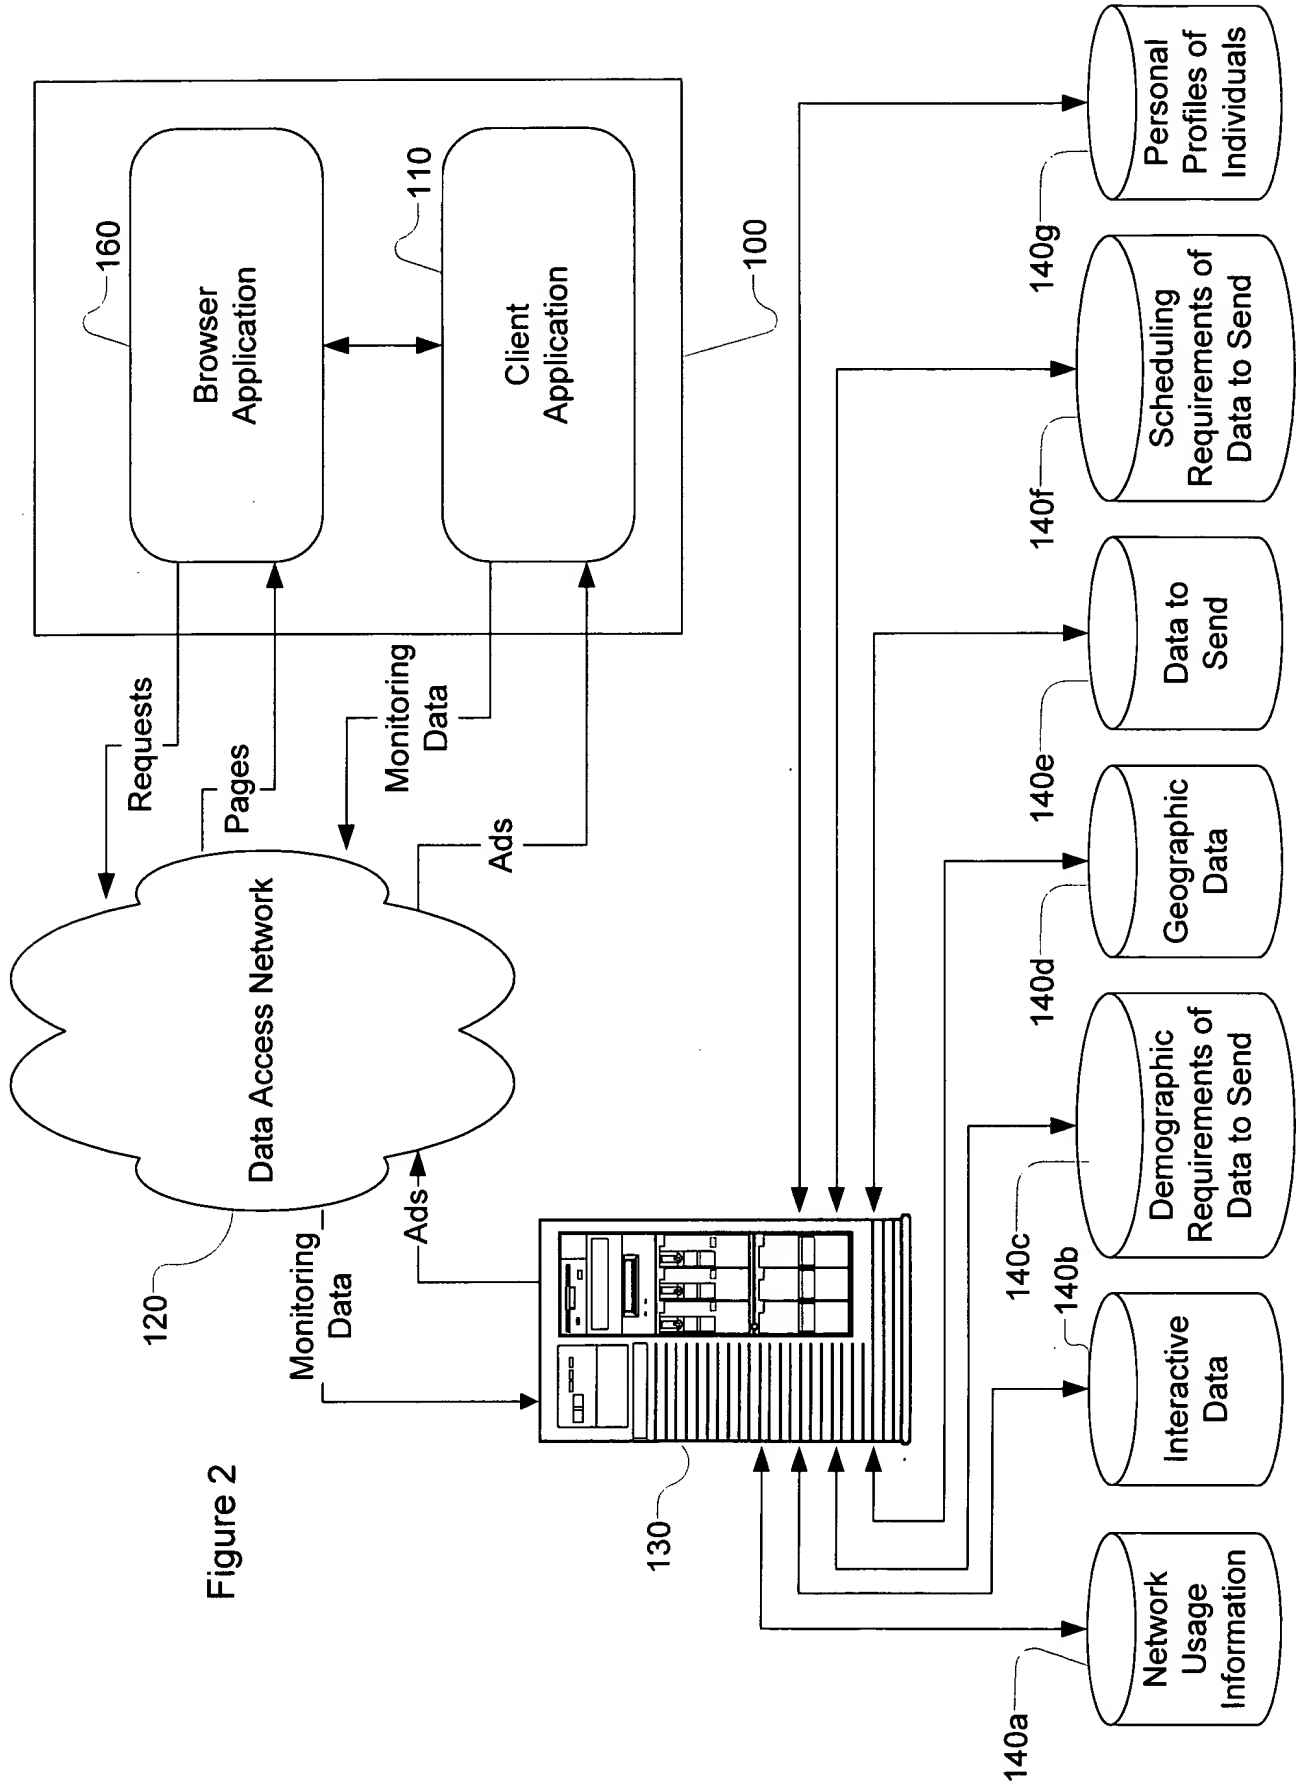 Figure 2
Monitoring
Data
120
Data Access Network
Requests
Pages
160
Browser
Application
Monitoring
Data
110
Ads
Ads
Client
Application
130
100
140a
Network
Usage
Information
140b
Interactive
Data
140c
Demographic
Requirements of
Data to Send
140d
Geographic
Data
140e
Data to
Send
140f
Scheduling
Requirements of
Data to Send
140g
Personal
Profiles of
Individuals